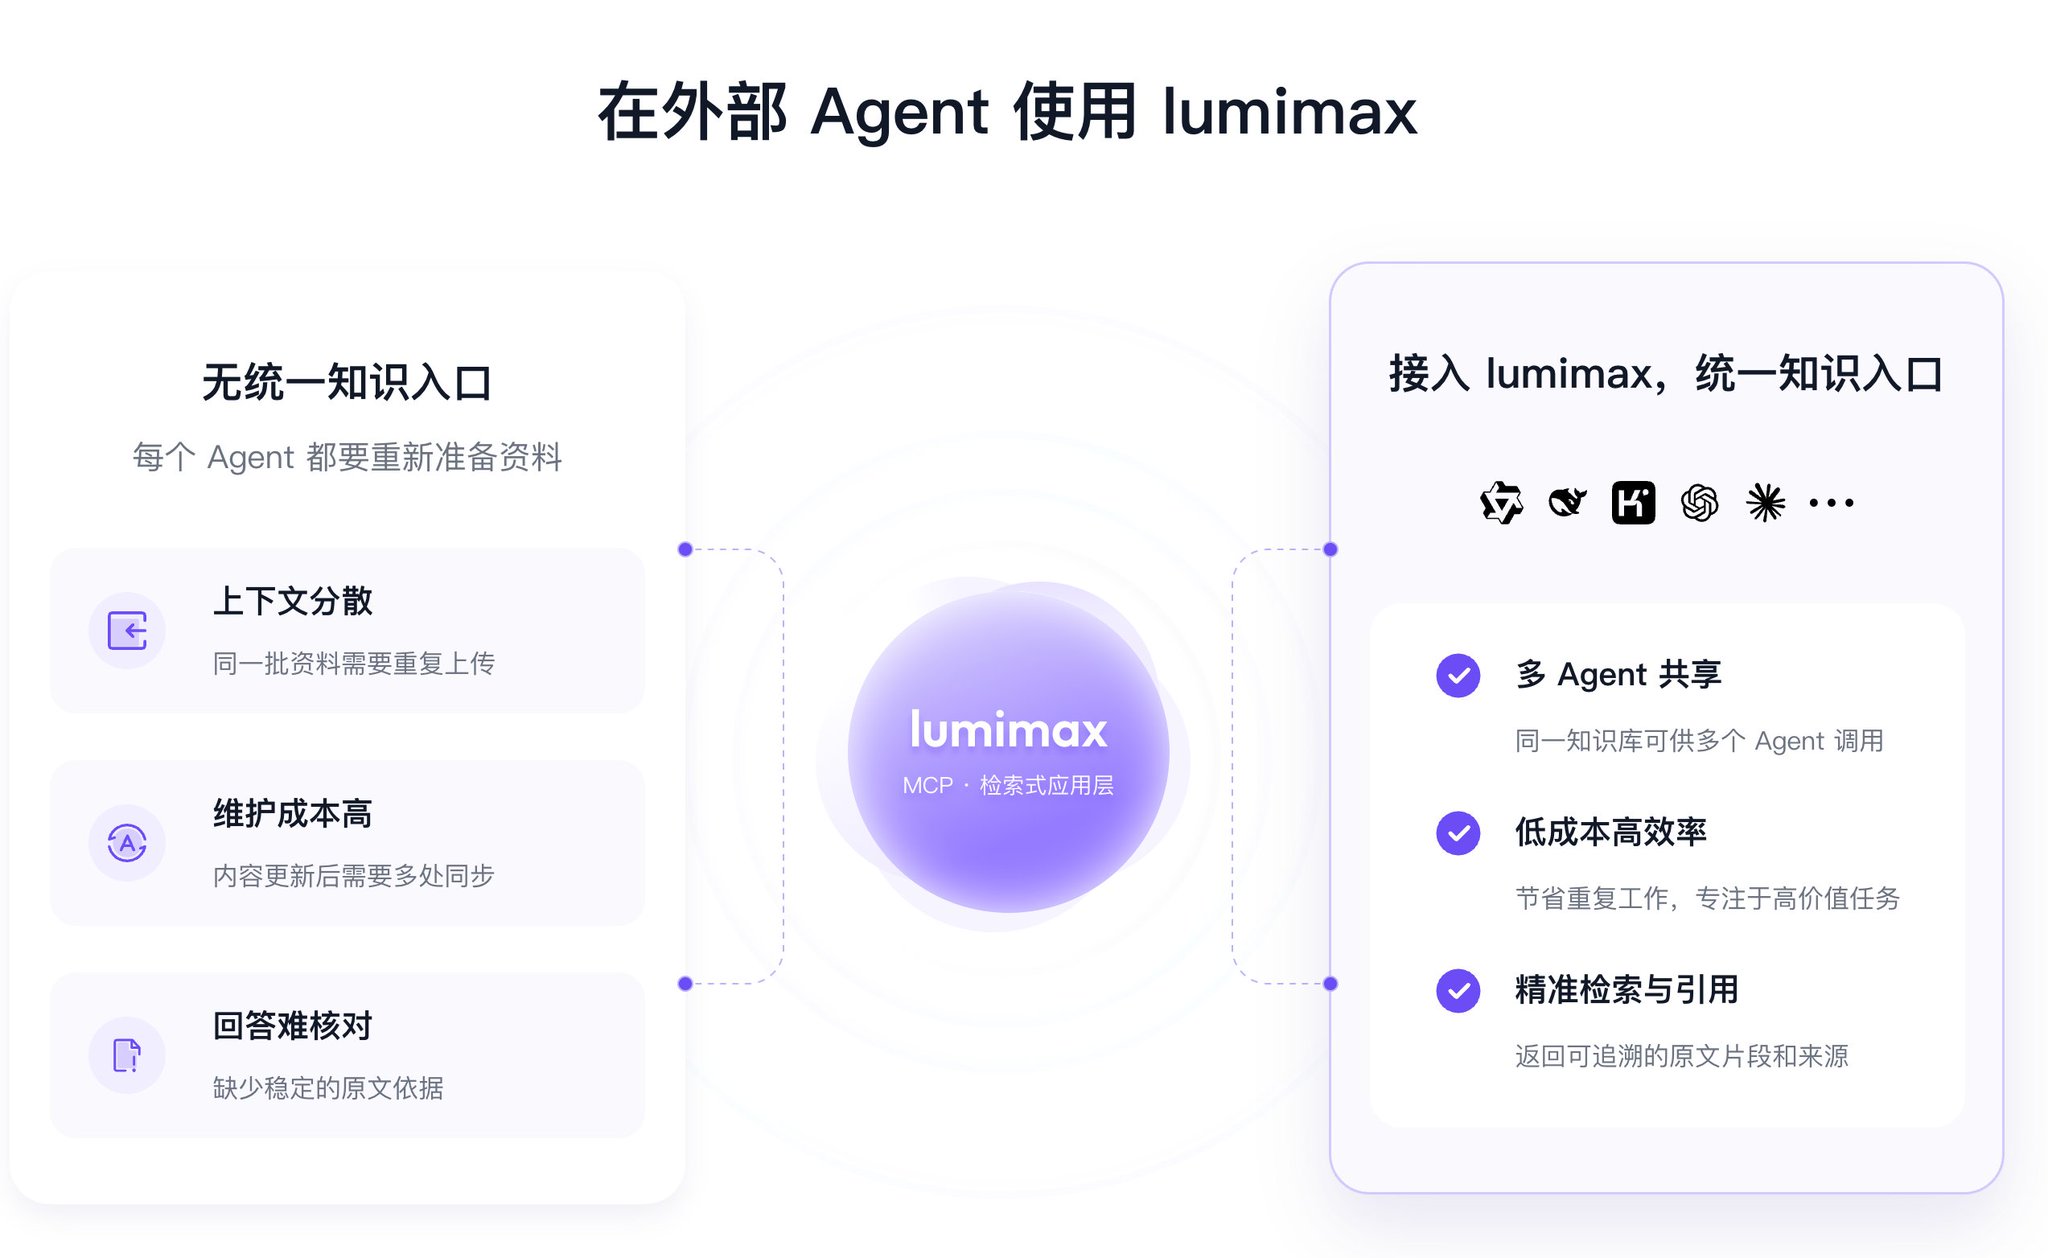 在外部 Agent 使用 lumimax
无统一知识入口
每个 Agent 都要重新准备资料
上下文分散
同一批资料需要重复上传
维护成本高
内容更新后需要多处同步
回答难核对
缺少稳定的原文依据
lumimax
MCP · 检索式应用层
接入 lumimax，统一知识入口
多 Agent 共享
同一知识库可供多个 Agent 调用
低成本高效率
节省重复工作，专注于高价值任务
精准检索与引用
返回可追溯的原文片段和来源